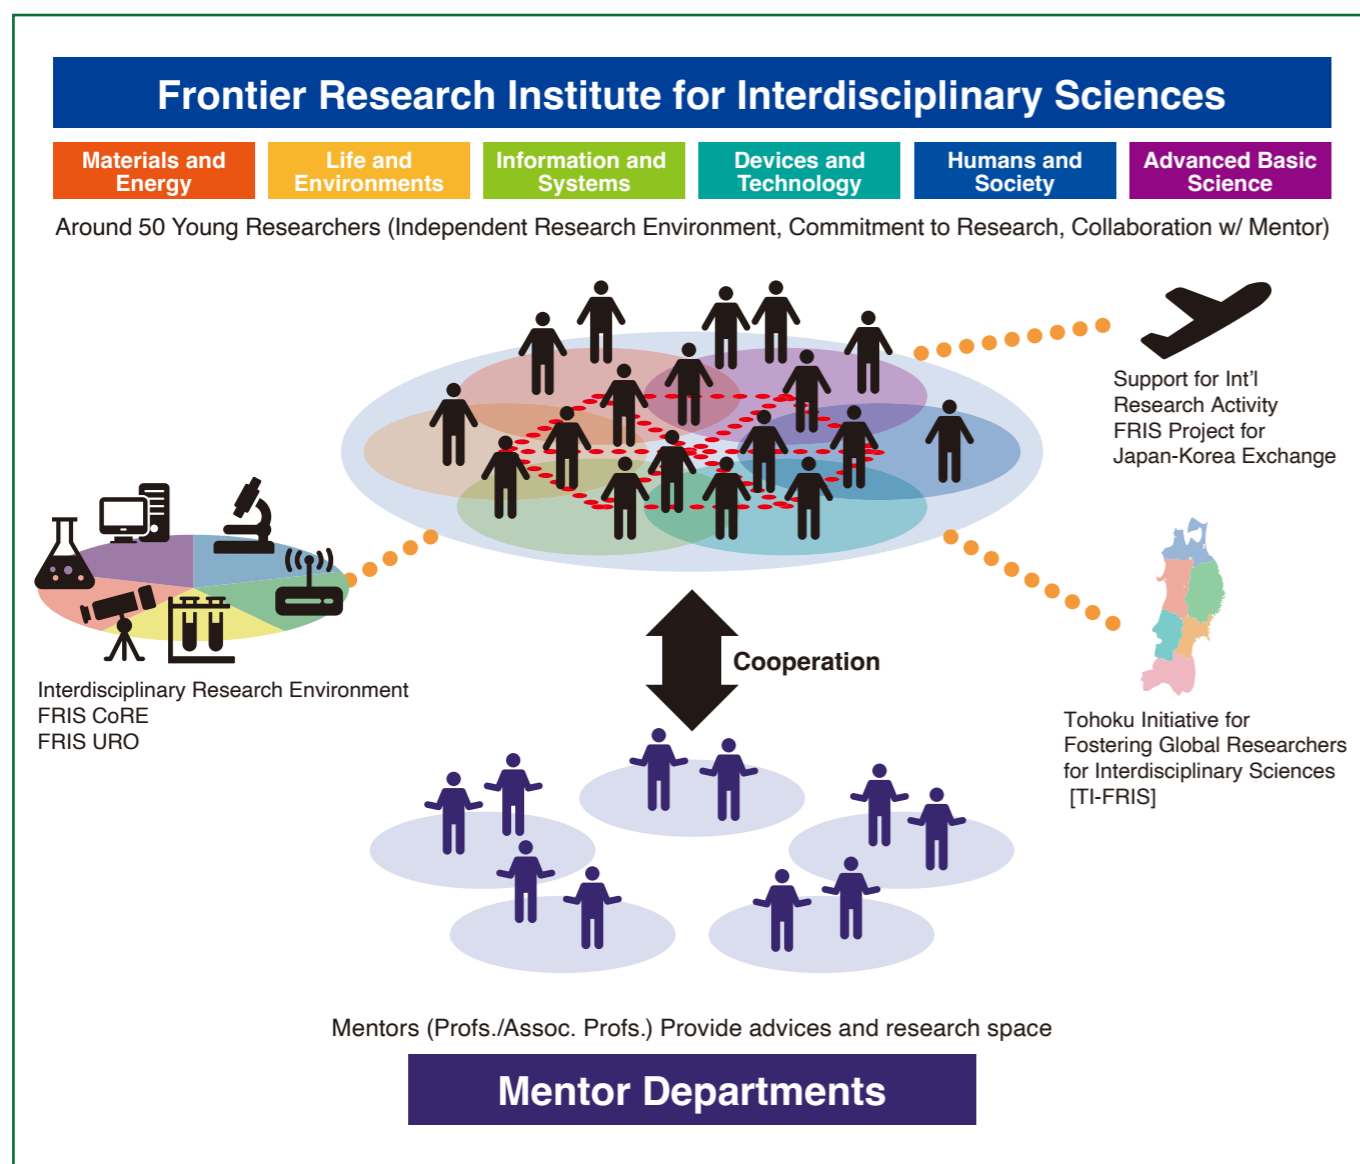 Frontier Research Institute for Interdisciplinary Sciences
Materials and
Energy
Life and
Environments
Information and
Systems
Devices and
Technology
Humans and
Society
Advanced Basic
Science
Around 50 Young Researchers (Independent Research Environment, Commitment to Research, Collaboration w/ Mentor)
Support for Int'l
Research Activity
FRIS Project for
Japan-Korea Exchange
Interdisciplinary Research Environment
FRIS CoRE
FRIS URO
Cooperation
Tohoku Initiative for
Fostering Global Researchers
for Interdisciplinary Sciences
[TI-FRIS]
Mentors (Profs./Assoc. Profs.) Provide advices and research space
Mentor Departments